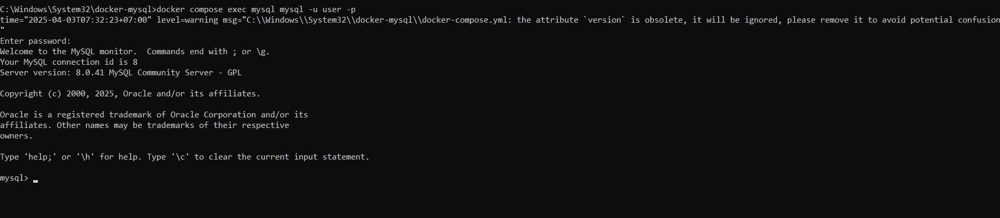 C:\Windows\System32\docker-mysql>docker compose exec mysql mysql -u user -p
time="2025-04-03T07:32:23+07:00" level=warning msg="C:\\Windows\\System32\\docker-mysql\\docker-compose.yml: the attribute `version` is obsolete, it will be ignored, please remove it to avoid potential confusion
"
Enter password:
Welcome to the MySQL monitor.  Commands end with ; or \g.
Your MySQL connection id is 8
Server version: 8.0.41 MySQL Community Server - GPL

Copyright (c) 2000, 2025, Oracle and/or its affiliates.

Oracle is a registered trademark of Oracle Corporation and/or its
affiliates. Other names may be trademarks of their respective
owners.

Type 'help;' or '\h' for help. Type '\c' to clear the current input statement.

mysql> _